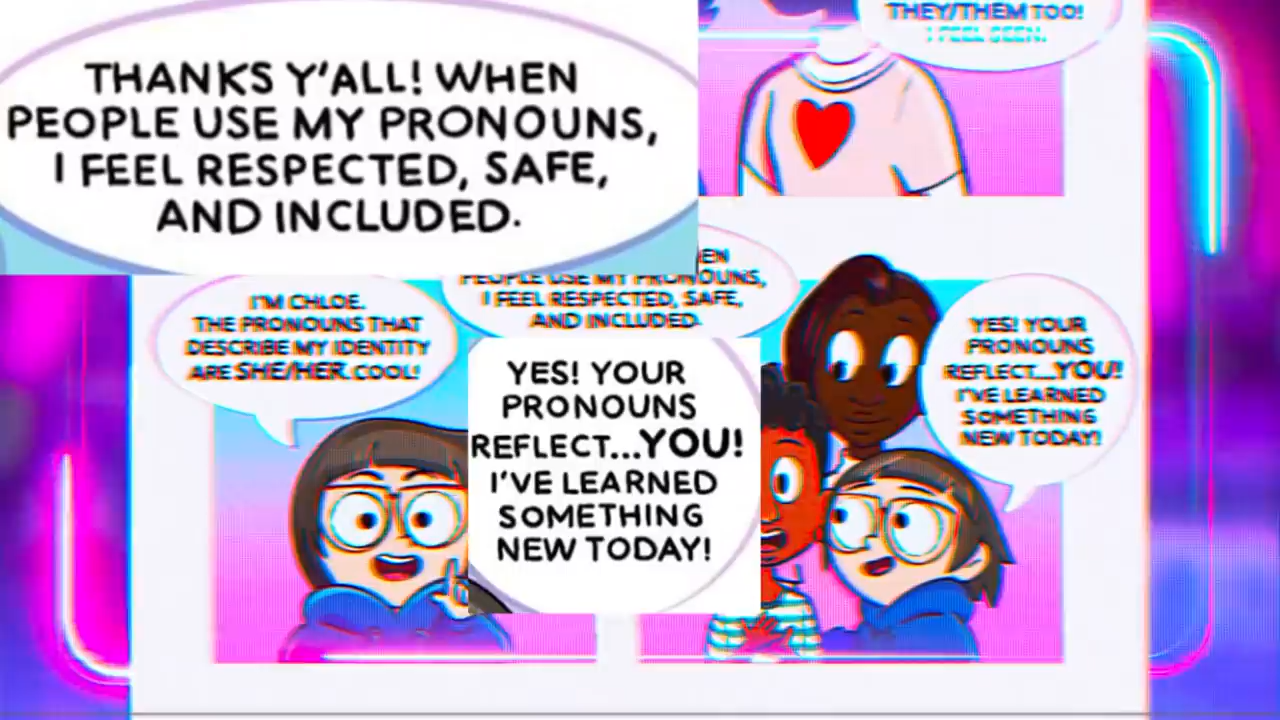 THEY/THEM TOO!
I FEEL SEEN.
THANKS Y'ALL! WHEN
PEOPLE USE MY PRONOUNS,
I FEEL RESPECTED, SAFE,
AND INCLUDED.
I'M CHLOE.
THE PRONOUNS THAT
DESCRIBE MY IDENTITY
ARE SHE/HER. COOL!
PEOPLE USE MY PRONOUNS,
I FEEL RESPECTED, SAFE,
AND INCLUDED.
YES! YOUR
PRONOUNS
REFLECT...YOU!
I'VE LEARNED
SOMETHING
NEW TODAY!
YES! YOUR
PRONOUNS
REFLECT...YOU!
I'VE LEARNED
SOMETHING
NEW TODAY!